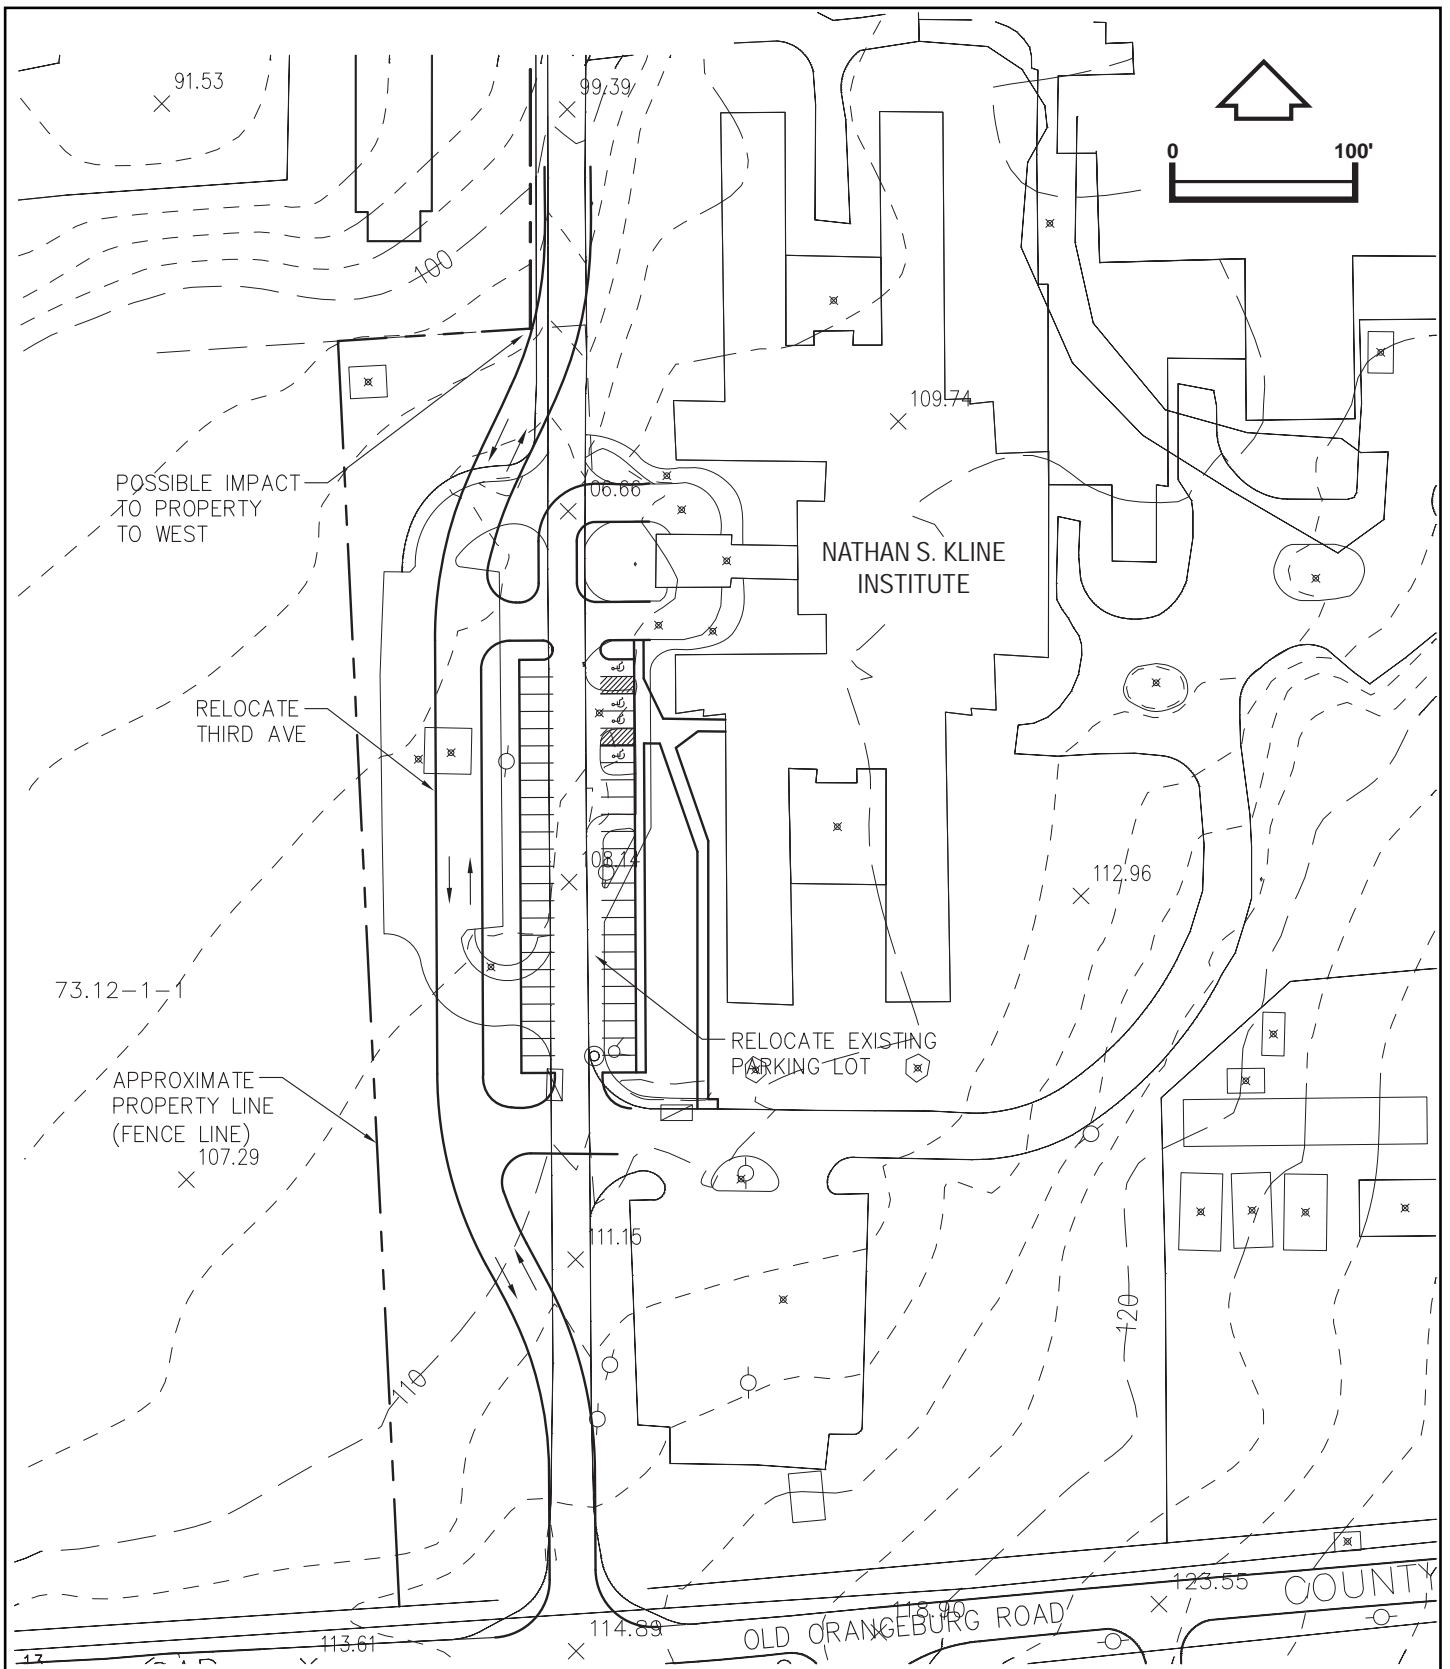 91.53
99.39
0 100'
100
109.74
POSSIBLE IMPACT
TO PROPERTY
TO WEST
06.66
NATHAN S. KLINE
INSTITUTE
RELOCATE
THIRD AVE
108.14
112.96
73.12-1-1
RELOCATE EXISTING
PARKING LOT
APPROXIMATE
PROPERTY LINE
(FENCE LINE)
107.29
111.15
120
110
123.55
COUNTY
118.90
OLD ORANGEBURG ROAD
114.89
113.61